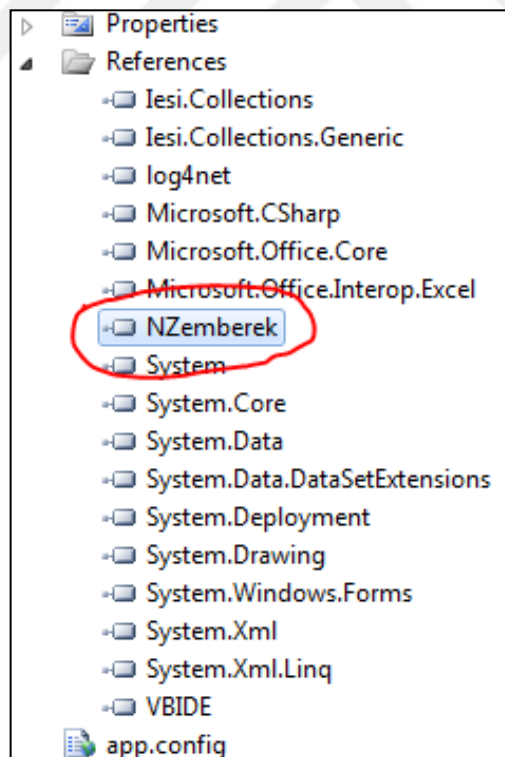 Properties
References
Iesi.Collections
Iesi.Collections.Generic
log4net
Microsoft.CSharp
Microsoft.Office.Core
Microsoft.Office.Interop.Excel
NZemberek
System
System.Core
System.Data
System.Data.DataSetExtensions
System.Deployment
System.Drawing
System.Windows.Forms
System.Xml
System.Xml.Linq
VBIDE
app.config